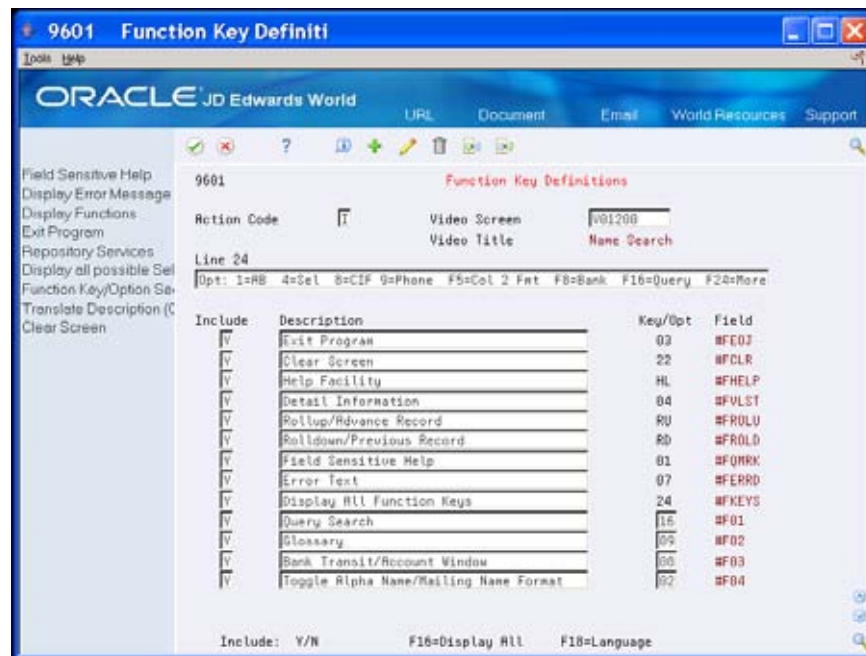 9601 Function Key Definiti
Tools Help
ORACLE JD Edwards World
URL Document Email World Resources Support
Field Sensitive Help
Display Error Message
Display Functions
Exit Program
Repository Services
Display all possible Sel
Function Key/Option Se
Translate Description (C
Clear Screen
9601 Function Key Definitions
Action Code I Video Screen V01200
Video Title Name Search
Line 24
Opt: 1=AB 4=Sel 8=CIF 9=Phone F5=Col 2 Fmt F8=Bank F16=Query F24=More
Include Description Key/Opt Field
Y Exit Program 03 #FEOJ
Y Clear Screen 22 #FCLR
Y Help Facility HL #FHELP
Y Detail Information 04 #FVLST
Y Rollup/Advance Record RU #FROLU
Y Rolldown/Previous Record RD #FROLD
Y Field Sensitive Help 01 #FQMRK
Y Error Text 07 #FERRD
Y Display All Function Keys 24 #FKEYS
Y Query Search 16 #F01
Y Glossary 09 #F02
Y Bank Transit/Account Window #F03
Y Toggle Alpha Name/Mailing Name Format 02 #F04
Include: Y/N F16=Display All F18=Language